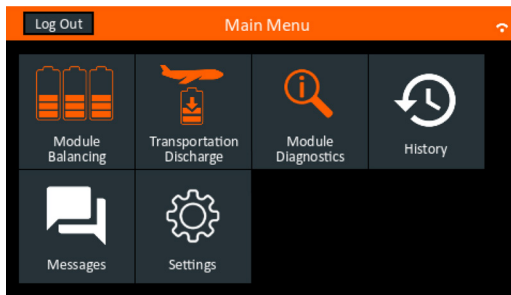 Log Out
Main Menu
Module
Balancing
Transportation
Discharge
Module
Diagnostics
History
Messages
Settings